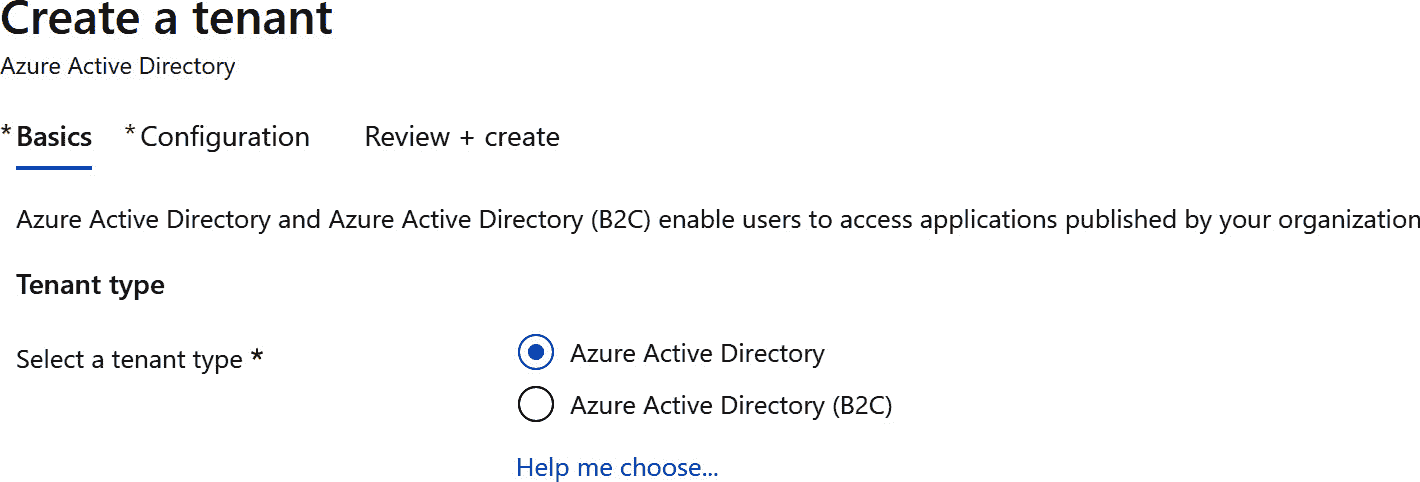 Create a tenant
Azure Active Directory
* Basics * Configuration Review + create
Azure Active Directory and Azure Active Directory (B2C) enable users to access applications published by your organization
Tenant type
Select a tenant type *
Azure Active Directory
Azure Active Directory (B2C)
Help me choose...